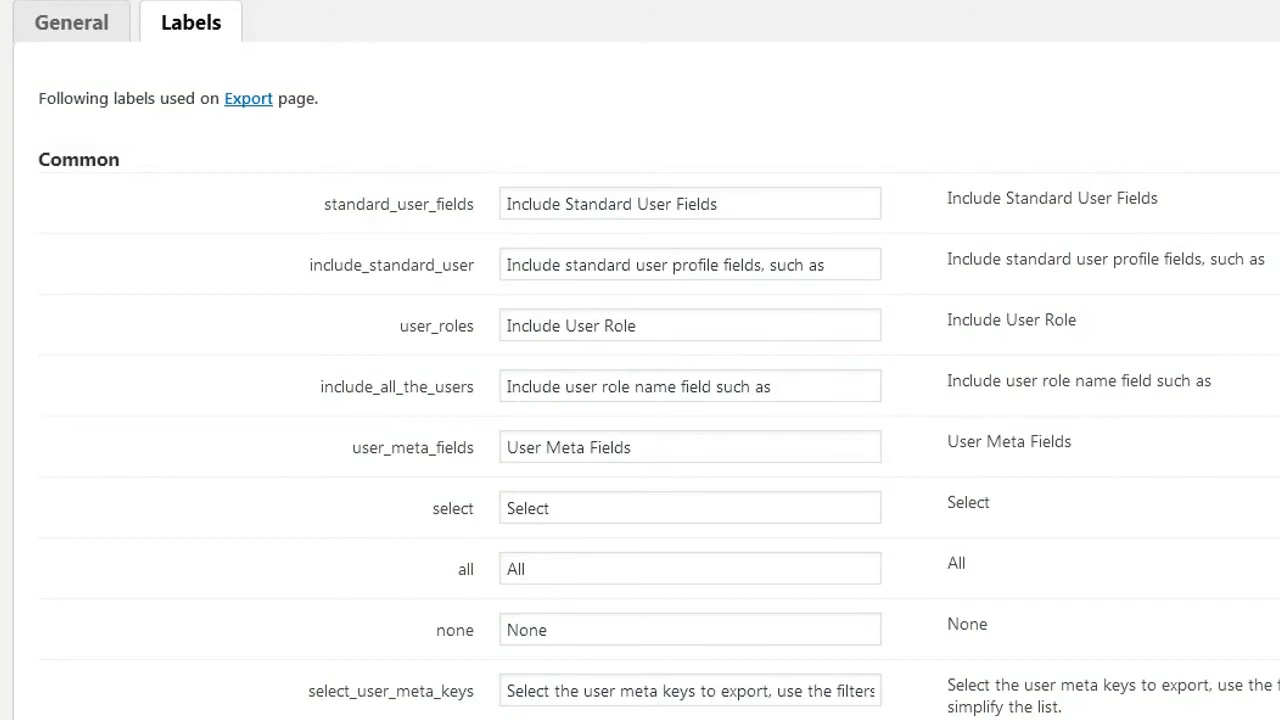 General Labels
Following labels used on Export page.
Common
standard_user_fields Include Standard User Fields Include Standard User Fields
include_standard_user Include standard user profile fields, such as Include standard user profile fields, such as
user_roles Include User Role Include User Role
include_all_the_users Include user role name field such as Include user role name field such as
user_meta_fields User Meta Fields User Meta Fields
select Select Select
all All All
none None None
select_user_meta_keys Select the user meta keys to export, use the filters Select the user meta keys to export, use the
simplify the list.